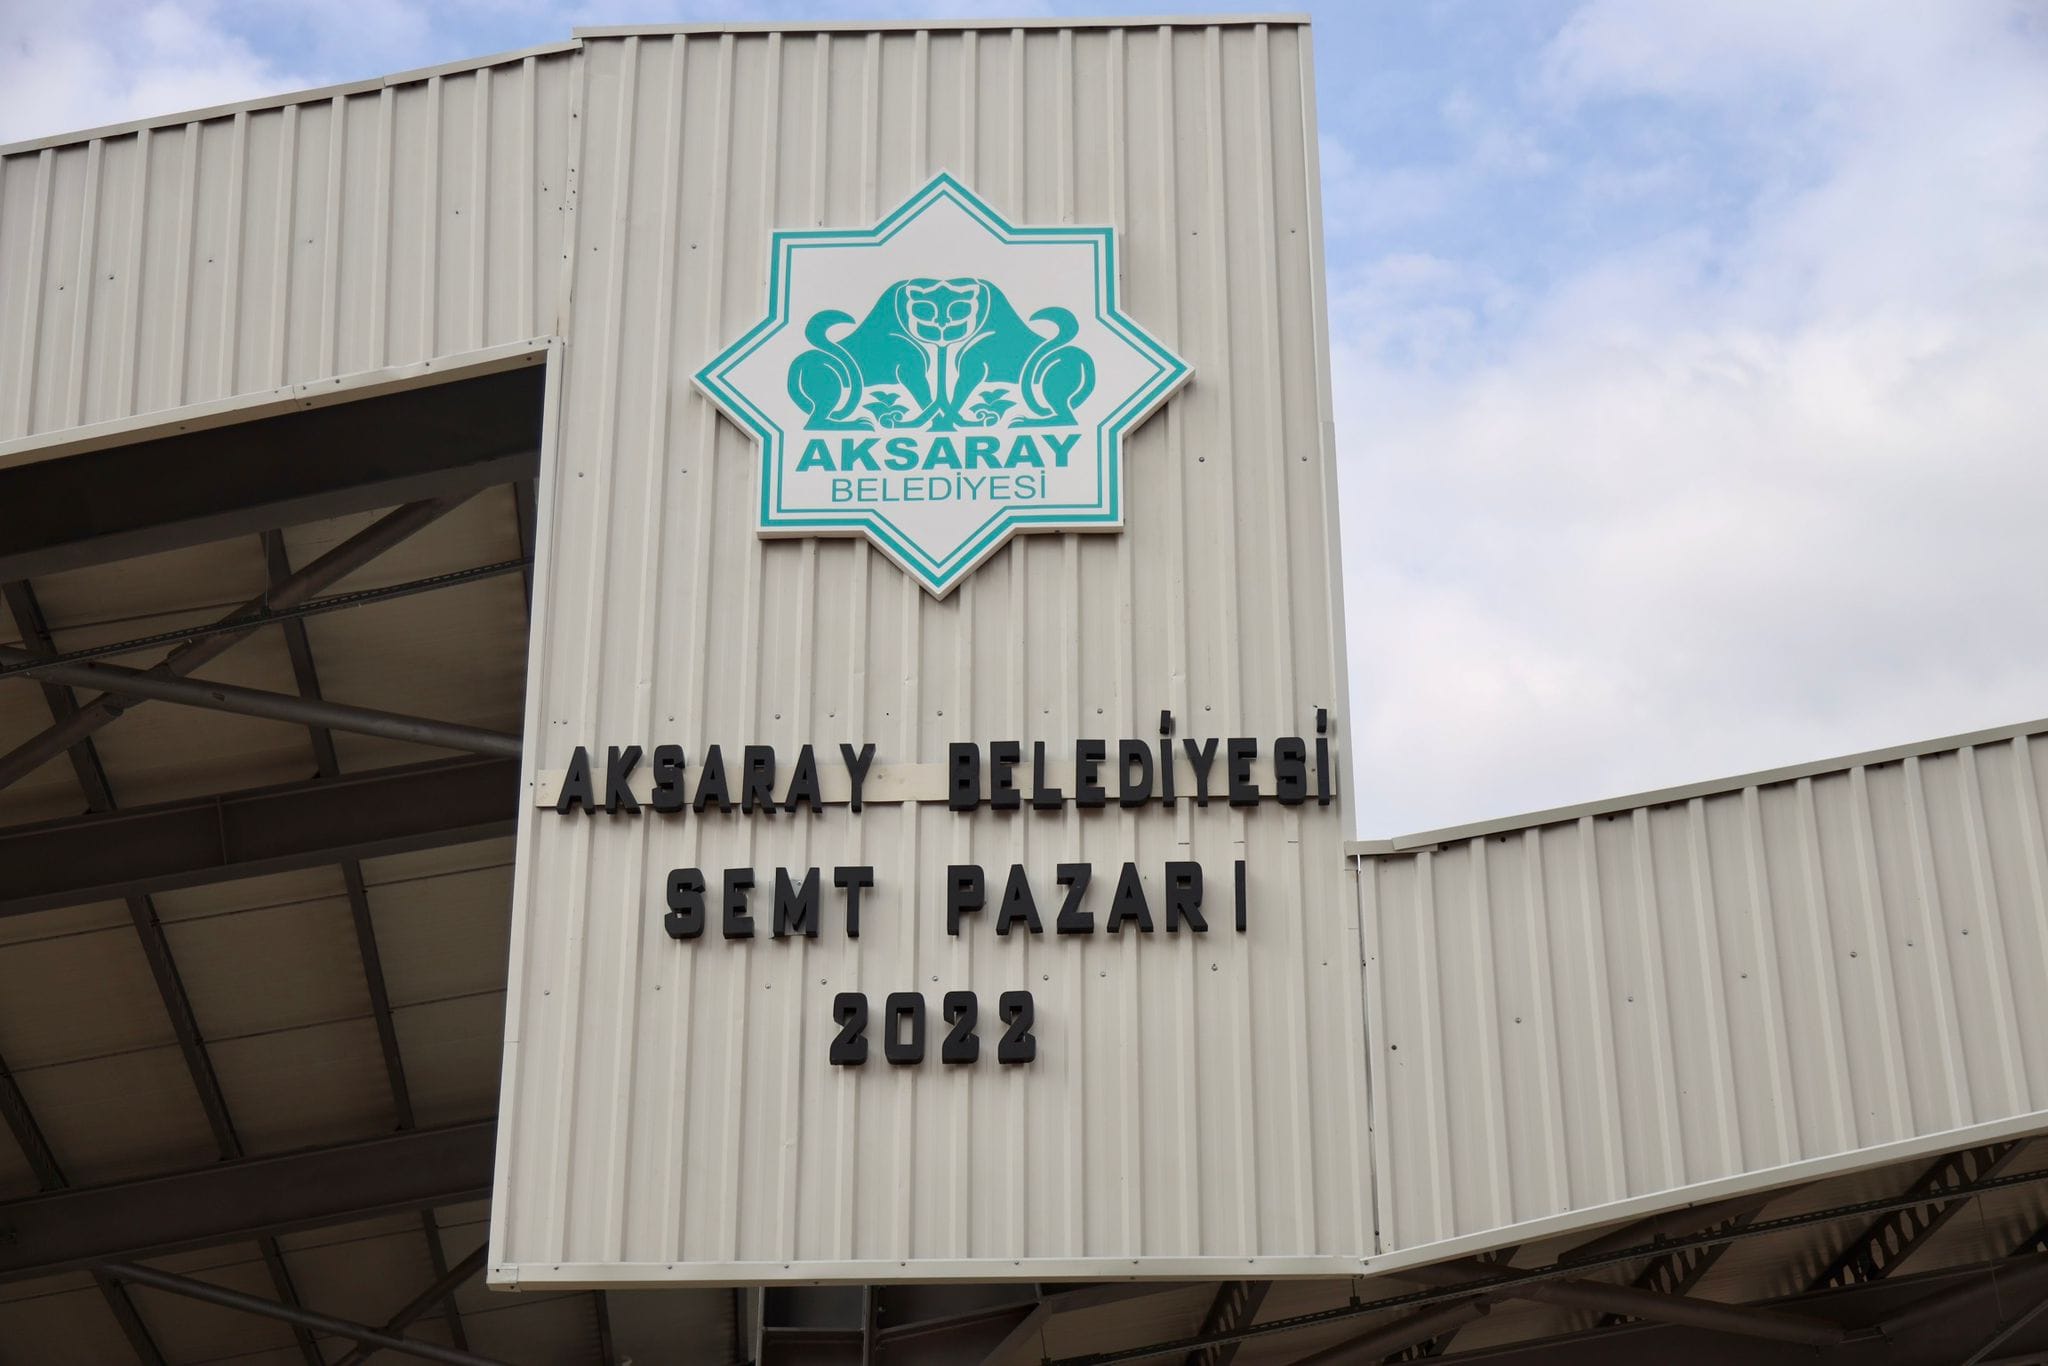 AKSARAY
BELEDİYESİ
AKSARAY BELEDİYESİ
SEMT PAZARI
2022